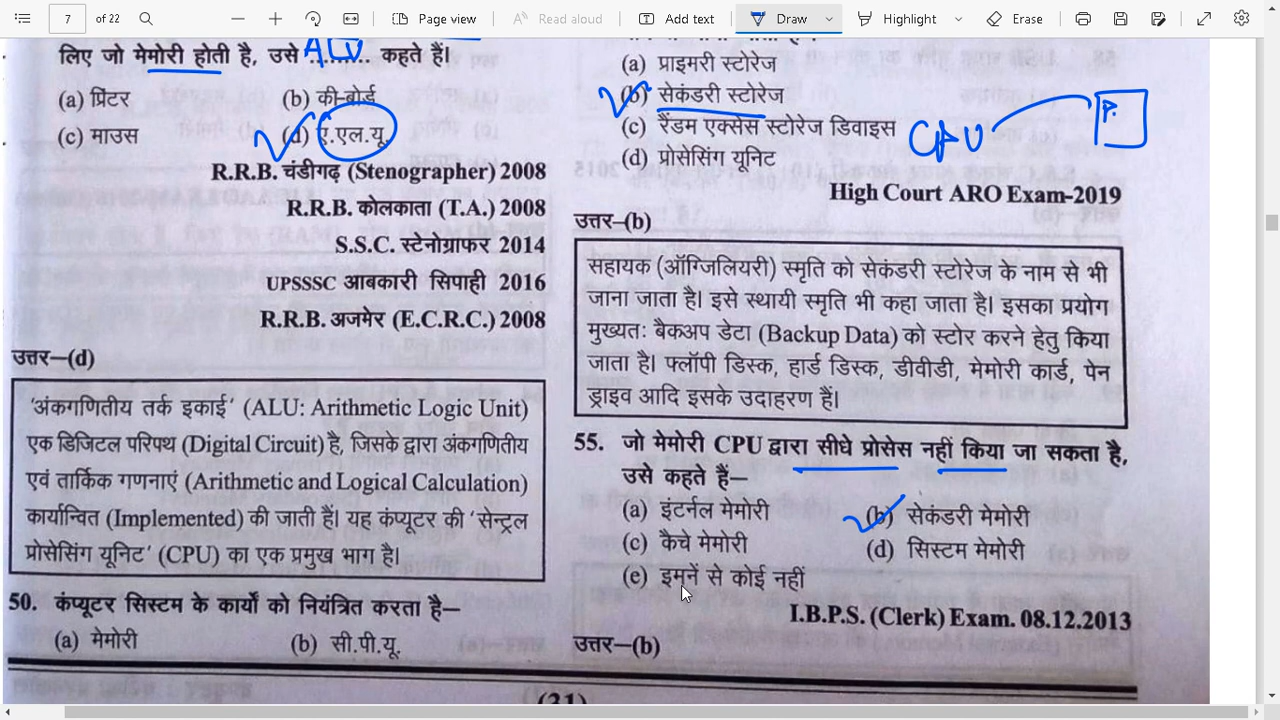 7
of 22
Page view
Read aloud
Add text
Draw
Highlight
Erase
लिए जो मेमोरी होती है, उसे ALU कहते हैं।
(a) प्रिंटर
(b) की-बोर्ड
(c) माउस
(d) ए.एल.यू.
R.R.B. चंडीगढ़ (Stenographer) 2008
R.R.B. कोलकाता (T.A.) 2008
S.S.C. स्टेनोग्राफर 2014
UPSSSC आबकारी सिपाही 2016
R.R.B. अजमेर (E.C.R.C.) 2008
उत्तर–(d)
'अंकगणितीय तर्क इकाई' (ALU: Arithmetic Logic Unit)
एक डिजिटल परिपथ (Digital Circuit) है, जिसके द्वारा अंकगणितीय
एवं तार्किक गणनाएं (Arithmetic and Logical Calculation)
कार्यान्वित (Implemented) की जाती हैं। यह कंप्यूटर की 'सेन्ट्रल
प्रोसेसिंग यूनिट' (CPU) का एक प्रमुख भाग है।
50. कंप्यूटर सिस्टम के कार्यों को नियंत्रित करता है–
(a) मेमोरी
(b) सी.पी.यू.
(a) प्राइमरी स्टोरेज
(b) सेकंडरी स्टोरेज
(c) रैंडम एक्सेस स्टोरेज डिवाइस
(d) प्रोसेसिंग यूनिट
CPU
P.
High Court ARO Exam-2019
उत्तर–(b)
सहायक (ऑग्जिलियरी) स्मृति को सेकंडरी स्टोरेज के नाम से भी
जाना जाता है। इसे स्थायी स्मृति भी कहा जाता है। इसका प्रयोग
मुख्यतः बैकअप डेटा (Backup Data) को स्टोर करने हेतु किया
जाता है। फ्लॉपी डिस्क, हार्ड डिस्क, डीवीडी, मेमोरी कार्ड, पेन
ड्राइव आदि इसके उदाहरण हैं।
55. जो मेमोरी CPU द्वारा सीधे प्रोसेस नहीं किया जा सकता है,
उसे कहते हैं–
(a) इंटर्नल मेमोरी
(b) सेकंडरी मेमोरी
(c) कैचे मेमोरी
(d) सिस्टम मेमोरी
(e) इमनें से कोई नहीं
I.B.P.S. (Clerk) Exam. 08.12.2013
उत्तर–(b)